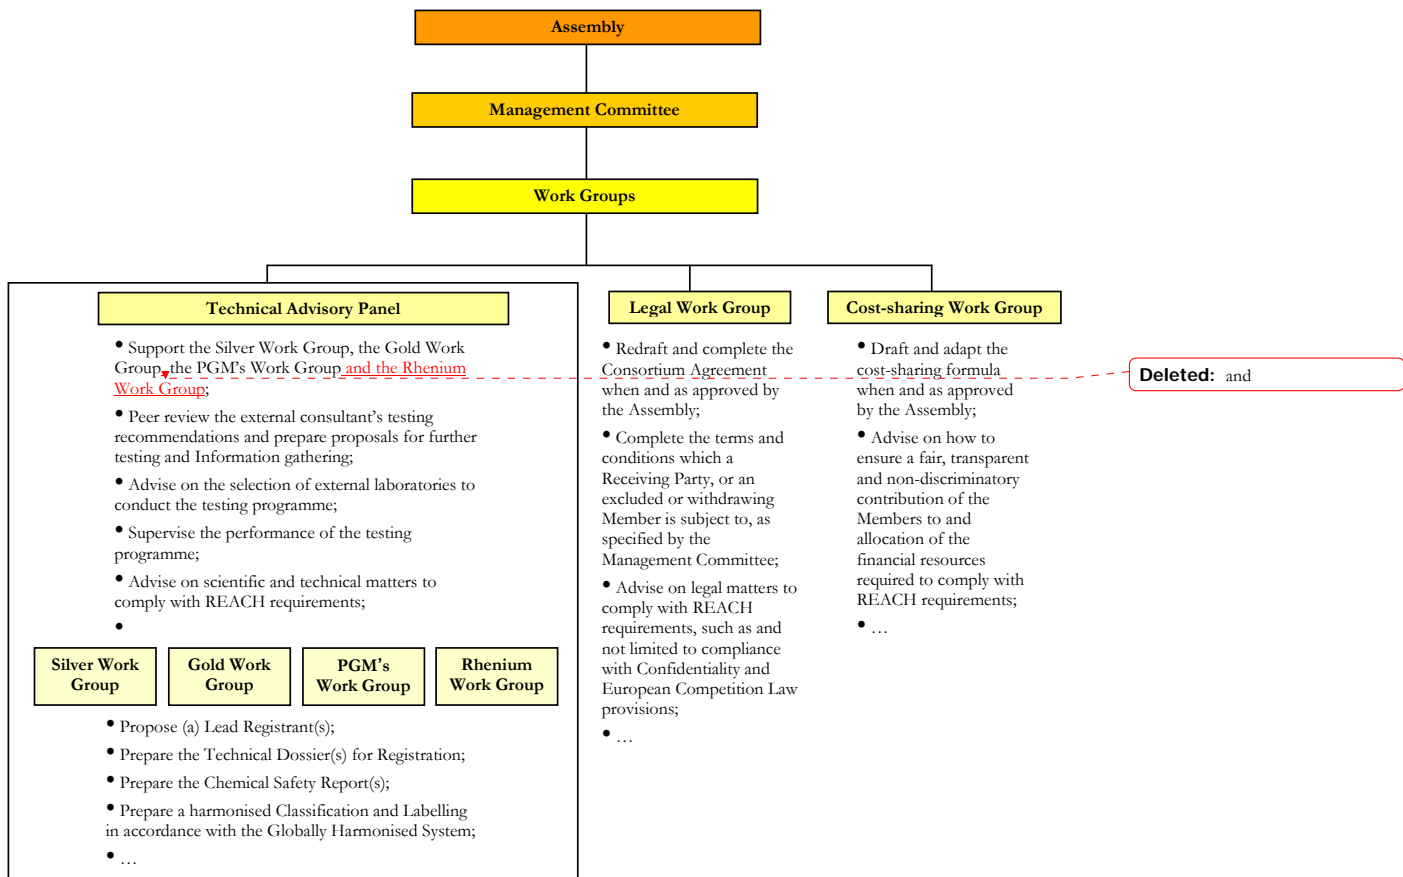 Assembly
Management Committee
Work Groups
Technical Advisory Panel
• Support the Silver Work Group, the Gold Work
Group, the PGM's Work Group and the Rhenium
Work Group;
• Peer review the external consultant's testing
recommendations and prepare proposals for further
testing and Information gathering;
• Advise on the selection of external laboratories to
conduct the testing programme;
• Supervise the performance of the testing
programme;
• Advise on scientific and technical matters to
comply with REACH requirements;
•
Silver Work
Group
Gold Work
Group
PGM's
Work Group
Rhenium
Work Group
• Propose (a) Lead Registrant(s);
• Prepare the Technical Dossier(s) for Registration;
• Prepare the Chemical Safety Report(s);
• Prepare a harmonised Classification and Labelling
in accordance with the Globally Harmonised System;
• …
Legal Work Group
• Redraft and complete the
Consortium Agreement
when and as approved by
the Assembly;
• Complete the terms and
conditions which a
Receiving Party, or an
excluded or withdrawing
Member is subject to, as
specified by the
Management Committee;
• Advise on legal matters to
comply with REACH
requirements, such as and
not limited to compliance
with Confidentiality and
European Competition Law
provisions;
• …
Cost-sharing Work Group
• Draft and adapt the
cost-sharing formula
when and as approved
by the Assembly;
• Advise on how to
ensure a fair, transparent
and non-discriminatory
contribution of the
Members to and
allocation of the
financial resources
required to comply with
REACH requirements;
• …
Deleted: and